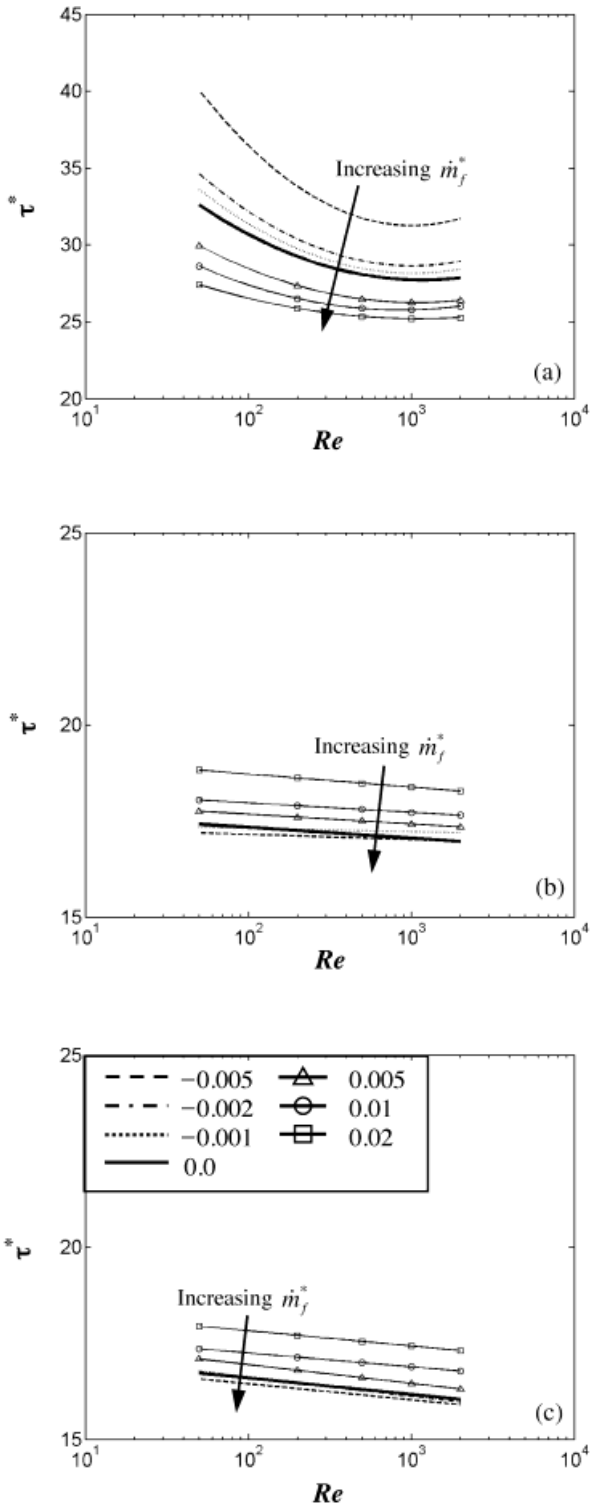 45
40
35
30
25
20
τ*
Increasing ṁ*f
(a)
10¹ 10² 10³ 10⁴
Re
25
20
15
τ*
Increasing ṁ*f
(b)
10¹ 10² 10³ 10⁴
Re
25
20
15
τ*
−0.005 0.005
−0.002 0.01
−0.001 0.02
0.0
Increasing ṁ*f
(c)
10¹ 10² 10³ 10⁴
Re